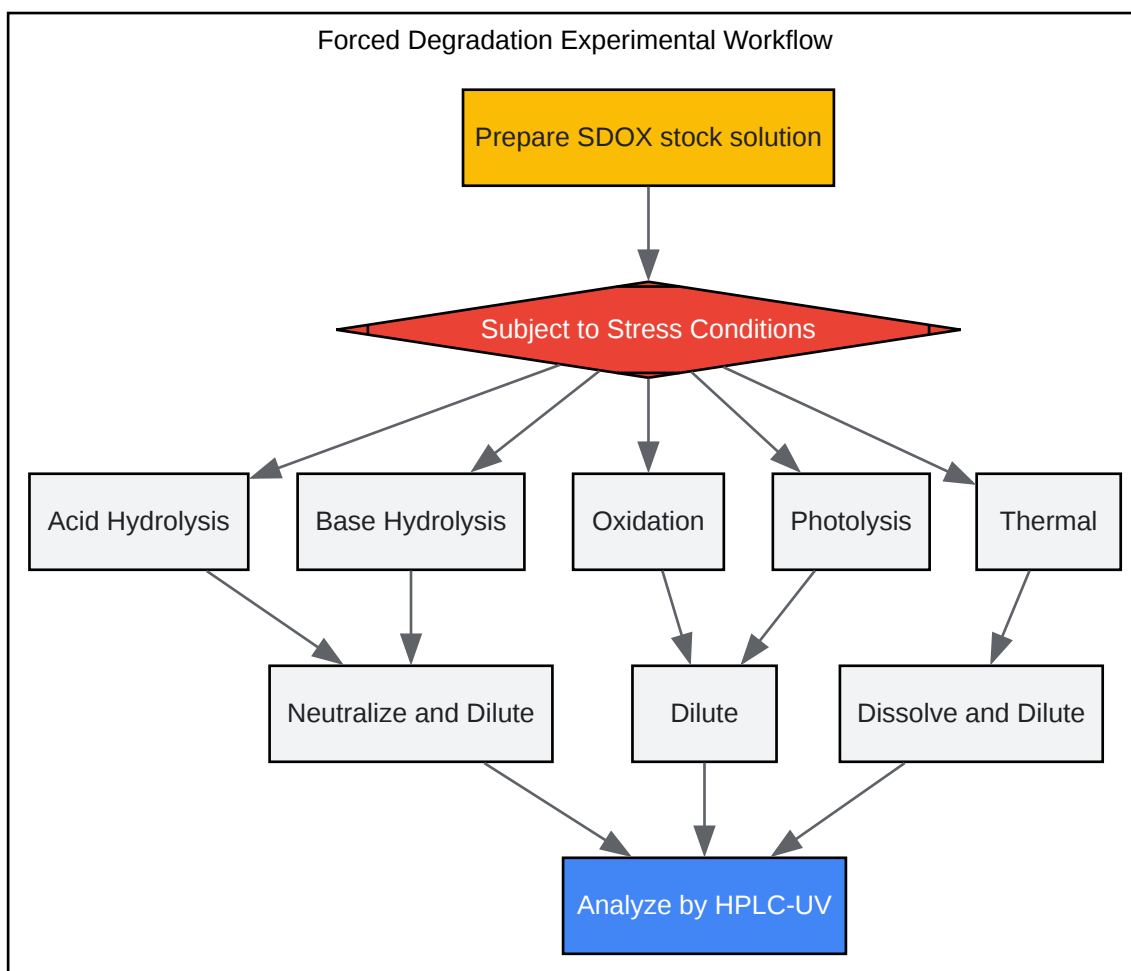 Forced Degradation Experimental Workflow
Prepare SDOX stock solution
Subject to Stress Conditions
Acid Hydrolysis
Base Hydrolysis
Oxidation
Photolysis
Thermal
Neutralize and Dilute
Dilute
Dissolve and Dilute
Analyze by HPLC-UV